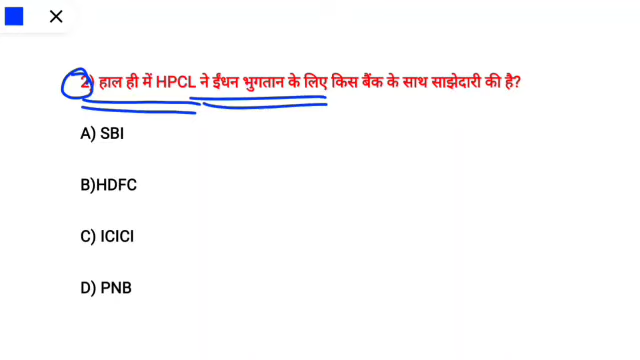 2) हाल ही में HPCL ने ईंधन भुगतान के लिए किस बैंक के साथ साझेदारी की है?
A) SBI
B)HDFC
C) ICICI
D) PNB